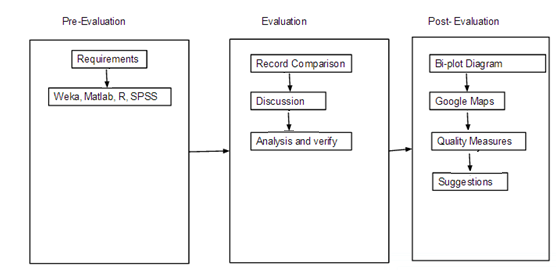 Pre-Evaluation
Evaluation
Post- Evaluation
Requirements
Weka, Matlab, R, SPSS
Record Comparison
Discussion
Analysis and verify
Bi-plot Diagram
Google Maps
Quality Measures
Suggestions